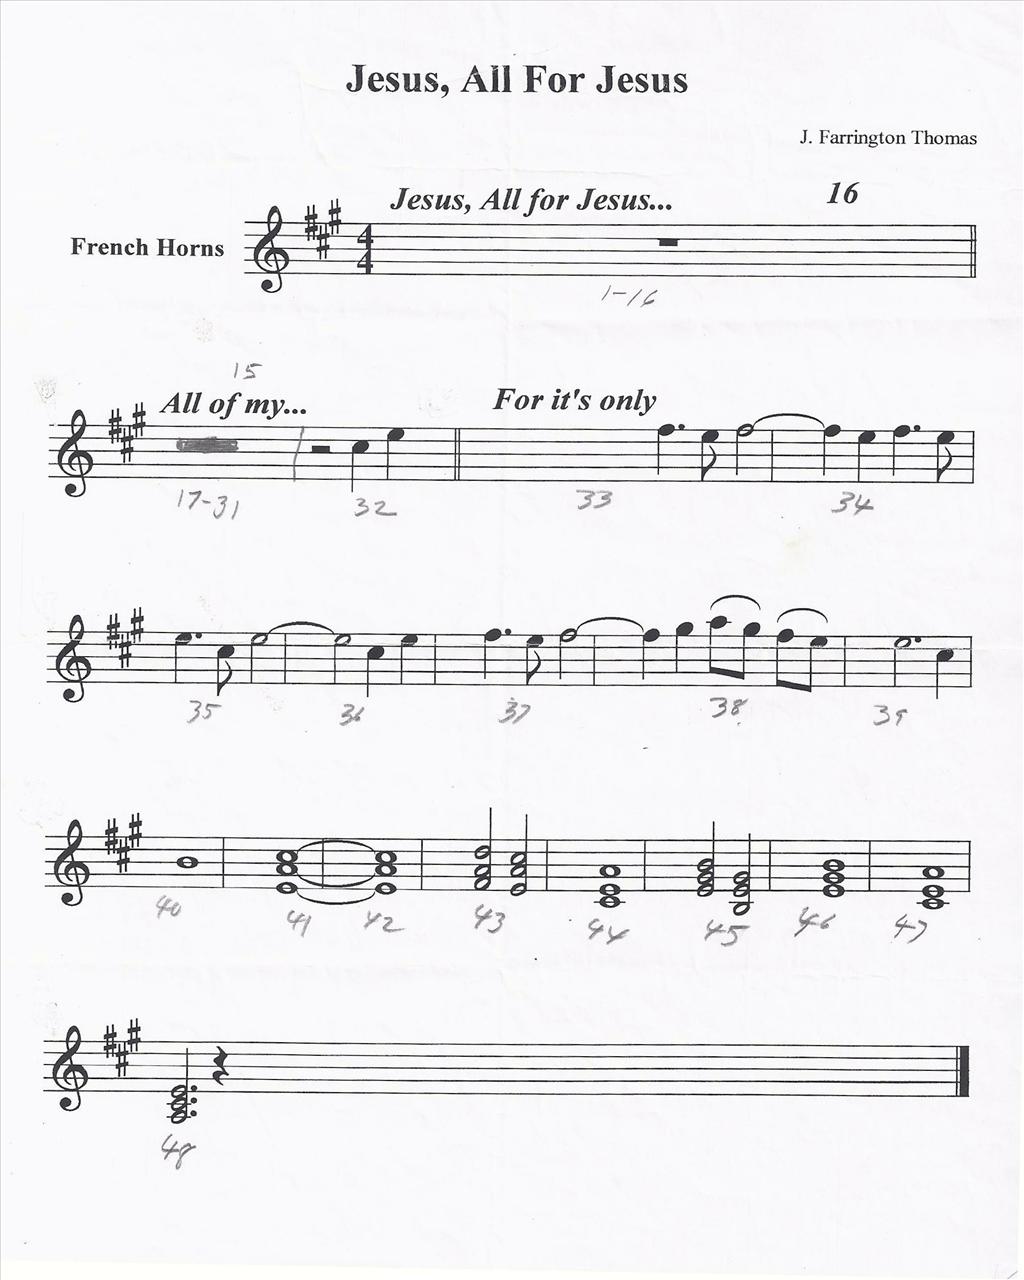 Jesus, All For Jesus
J. Farrington Thomas
Jesus, All for Jesus... 16
French Horns
4
4
1-16
15
All of my... For it's only
17-31 32 33 34
35 36 37 38 39
40 41 42 43 44 45 46 47
48